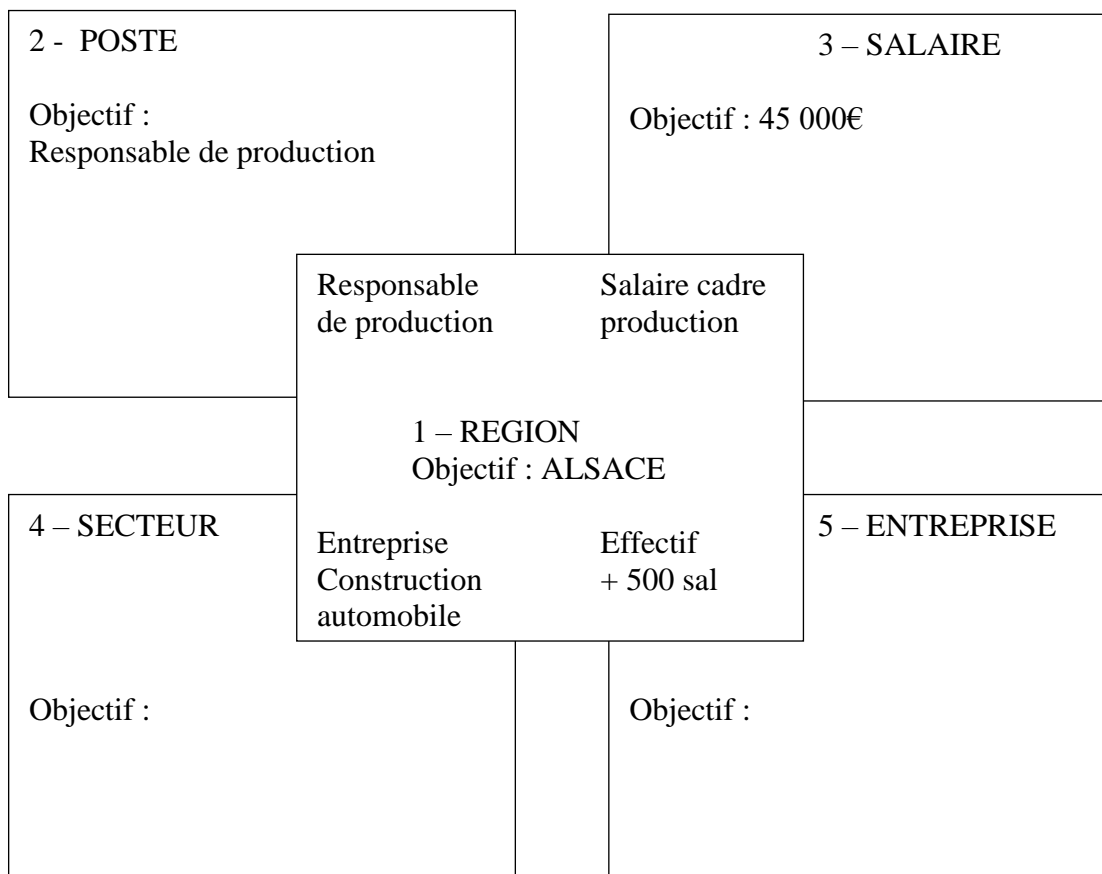 2 - POSTE
Objectif :
Responsable de production
3 – SALAIRE
Objectif : 45 000€
Responsable
de production
Salaire cadre
production
1 – REGION
Objectif : ALSACE
Entreprise
Construction
automobile
Effectif
+ 500 sal
4 – SECTEUR
Objectif :
5 – ENTREPRISE
Objectif :